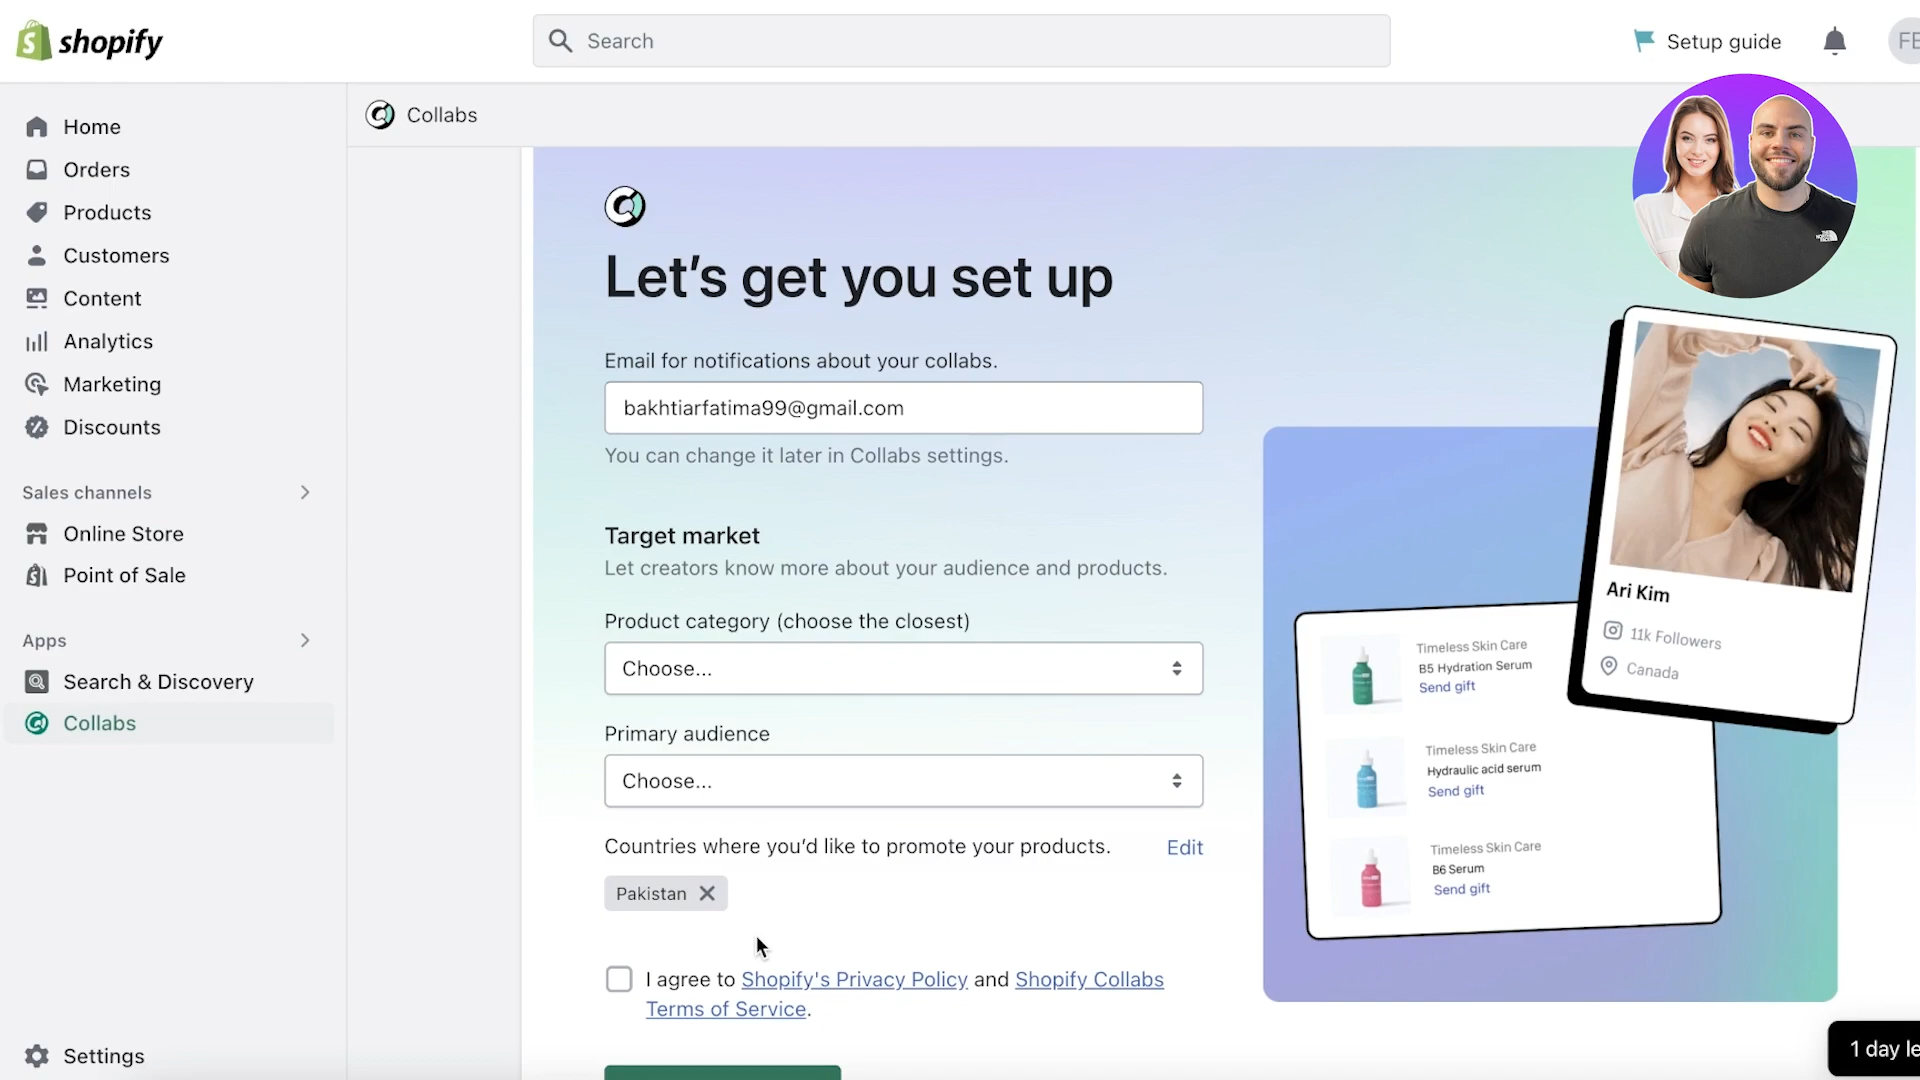 shopify
Search
Setup guide
Home
Orders
Products
Customers
Content
Analytics
Marketing
Discounts
Sales channels
Online Store
Point of Sale
Apps
Search & Discovery
Collabs
Settings
Collabs
Let’s get you set up
Email for notifications about your collabs.
bakhtiarfatima99@gmail.com
You can change it later in Collabs settings.
Target market
Let creators know more about your audience and products.
Product category (choose the closest)
Choose...
Primary audience
Choose...
Countries where you’d like to promote your products.
Edit
Pakistan
I agree to Shopify's Privacy Policy and Shopify Collabs
Terms of Service.
Ari Kim
11k Followers
Canada
Timeless Skin Care
B5 Hydration Serum
Send gift
Timeless Skin Care
Hydraulic acid serum
Send gift
Timeless Skin Care
B6 Serum
Send gift
1 day